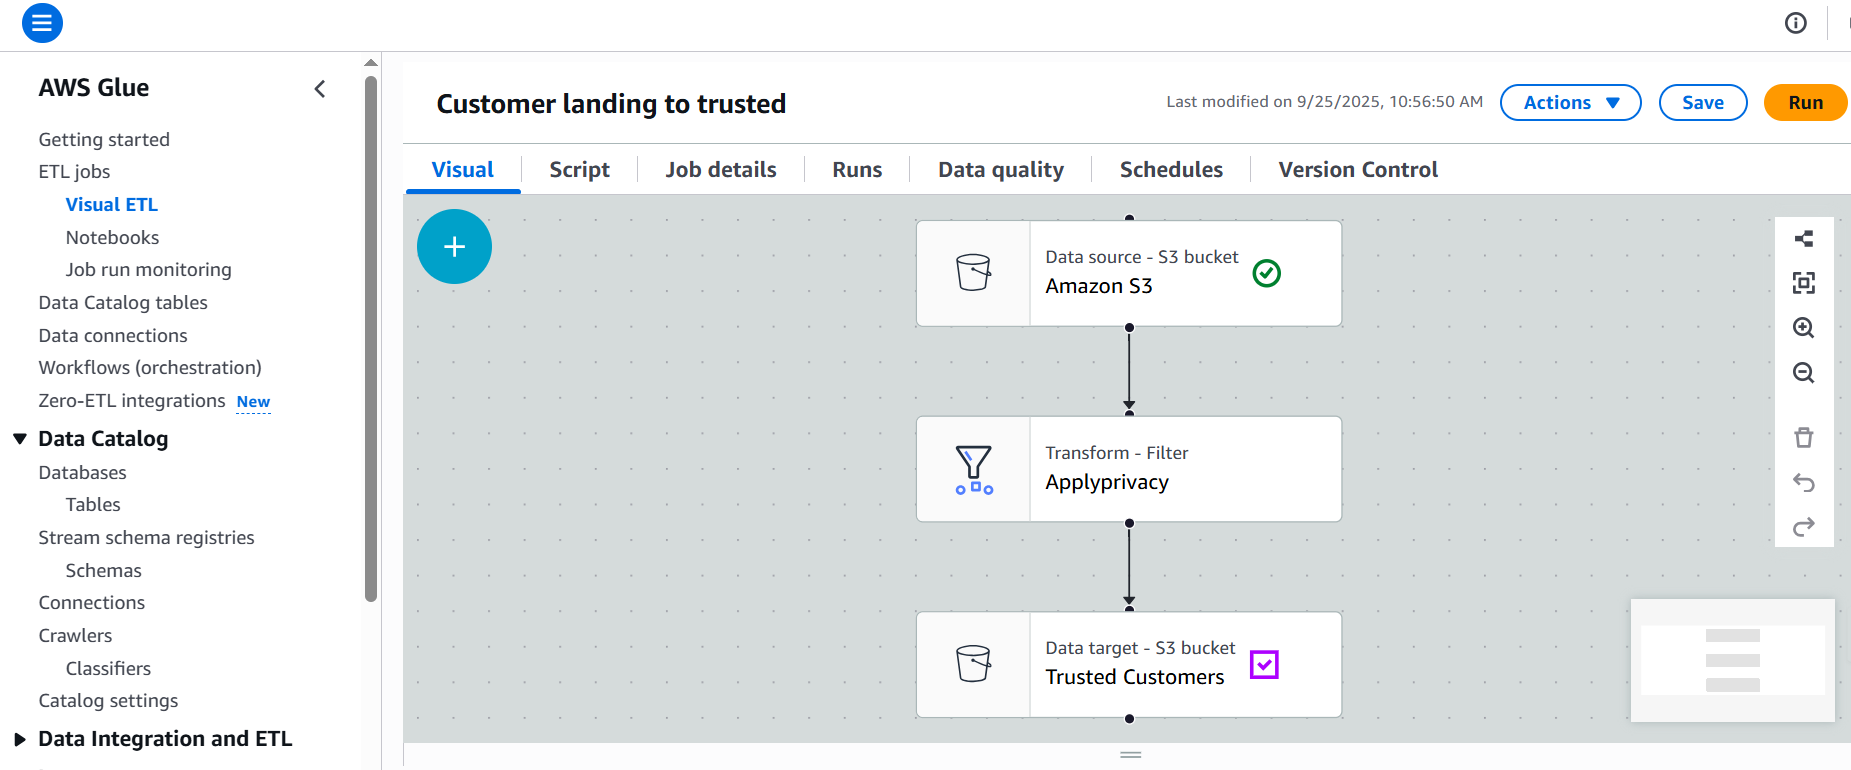 AWS Glue
Getting started
ETL jobs
Visual ETL
Notebooks
Job run monitoring
Data Catalog tables
Data connections
Workflows (orchestration)
Zero-ETL integrations New
Data Catalog
Databases
Tables
Stream schema registries
Schemas
Connections
Crawlers
Classifiers
Catalog settings
Data Integration and ETL
Customer landing to trusted
Last modified on 9/25/2025, 10:56:50 AM
Actions
Save
Run
Visual
Script
Job details
Runs
Data quality
Schedules
Version Control
Data source - S3 bucket
Amazon S3
Transform - Filter
Applyprivacy
Data target - S3 bucket
Trusted Customers